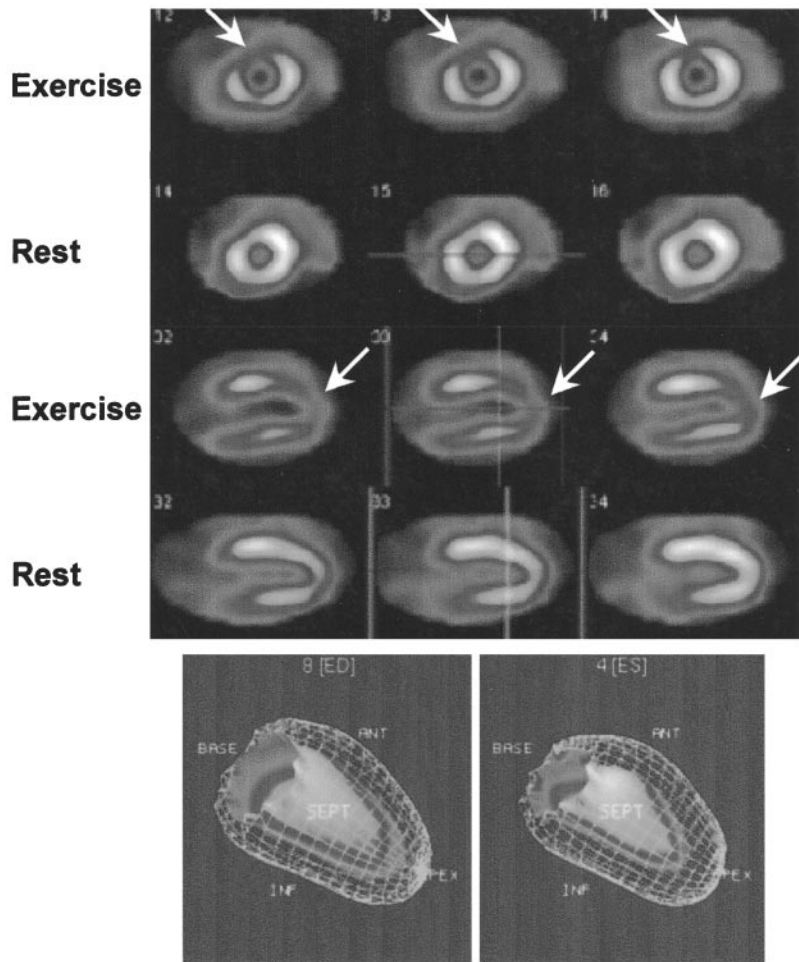 12 13 14
Exercise
14 15 16
Rest
32 33 34
Exercise
32 33 34
Rest
8 [ED] 4 [ES]
ANT ANT
BASE BASE
SEPT SEPT
INF INF